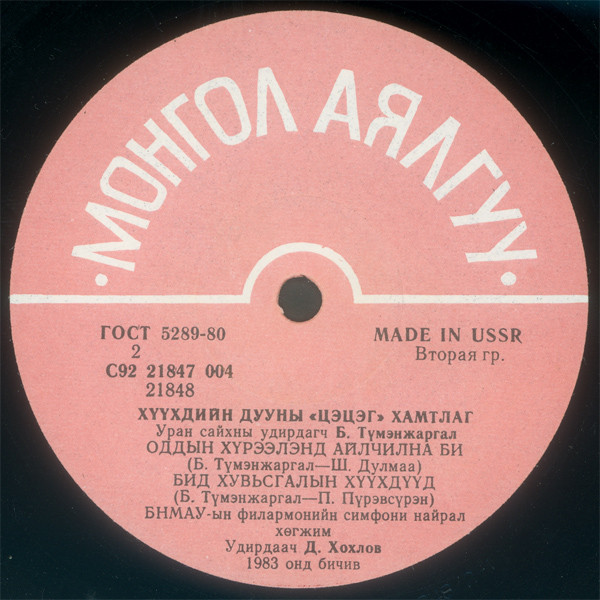 · МОНГОЛ АЯЛГУУ ·
ГОСТ 5289-80
2
С92 21847 004
21848
MADE IN USSR
Вторая гр.
ХҮҮХДИЙН ДУУНЫ «ЦЭЦЭГ» ХАМТЛАГ
Уран сайхны удирдагч Б. Түмэнжаргал
ОДДЫН ХҮРЭЭЛЭНД АЙЛЧИЛНА БИ
(Б. Түмэнжаргал—Ш. Дулмаа)
БИД ХУВЬСГАЛЫН ХҮҮХДҮҮД
(Б. Түмэнжаргал—П. Пүрэвсүрэн)
БНМАУ-ын филармонийн симфони найрал
хөгжим
Удирдаач Д. Хохлов
1983 онд бичив